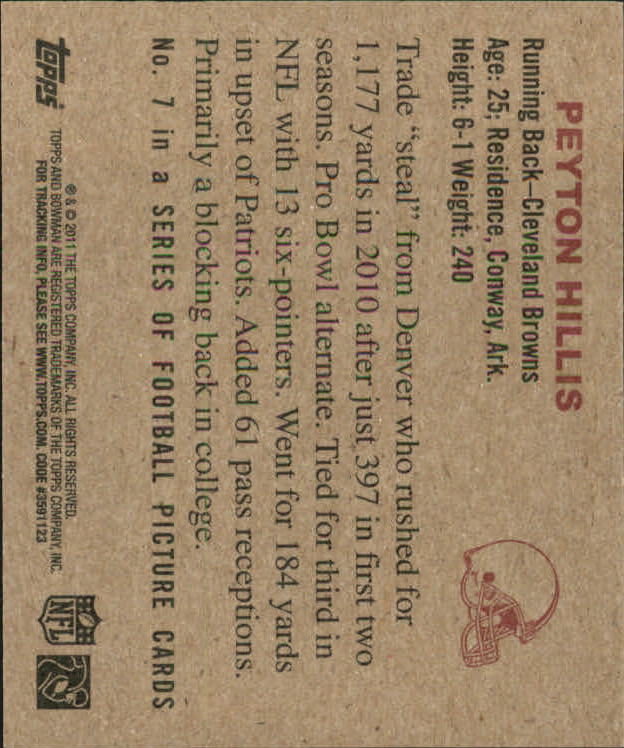 PEYTON HILLIS
Running Back–Cleveland Browns
Age: 25; Residence, Conway, Ark.
Height: 6-1 Weight: 240
Trade “steal” from Denver who rushed for
1,177 yards in 2010 after just 397 in first two
seasons. Pro Bowl alternate. Tied for third in
NFL with 13 six-pointers. Went for 184 yards
in upset of Patriots. Added 61 pass receptions.
Primarily a blocking back in college.
No. 7 in a SERIES OF FOOTBALL PICTURE CARDS
topps
® & © 2011 THE TOPPS COMPANY, INC. ALL RIGHTS RESERVED.
TOPPS AND BOWMAN ARE REGISTERED TRADEMARKS OF THE TOPPS COMPANY, INC.
FOR TRACKING INFO, PLEASE SEE WWW.TOPPS.COM. CODE #3591123
NFL